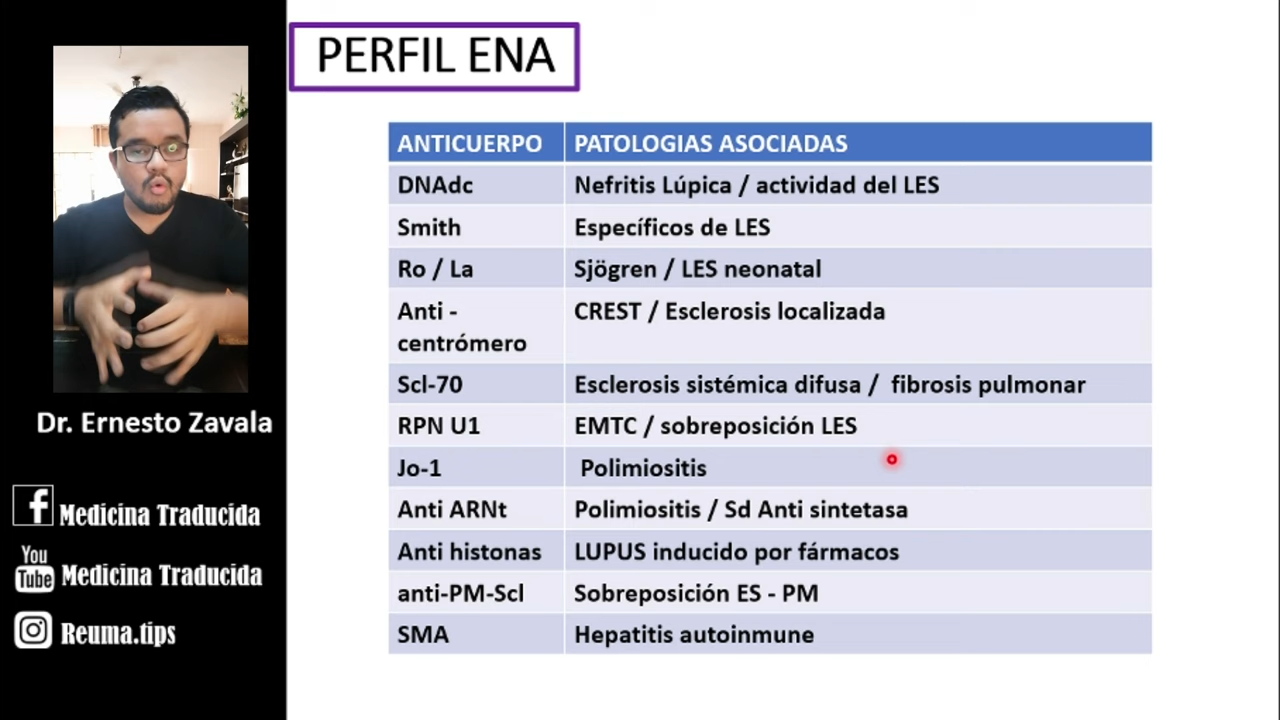 PERFIL ENA
ANTICUERPO PATOLOGIAS ASOCIADAS
DNAdc Nefritis Lúpica / actividad del LES
Smith Específicos de LES
Ro / La Sjögren / LES neonatal
Anti - CREST / Esclerosis localizada
centrómero
Scl-70 Esclerosis sistémica difusa / fibrosis pulmonar
RPN U1 EMTC / sobreposición LES
Jo-1 Polimiositis
Anti ARNt Polimiositis / Sd Anti sintetasa
Anti histonas LUPUS inducido por fármacos
anti-PM-Scl Sobreposición ES - PM
SMA Hepatitis autoinmune
Dr. Ernesto Zavala
f Medicina Traducida
You
Tube Medicina Traducida
Reuma.tips